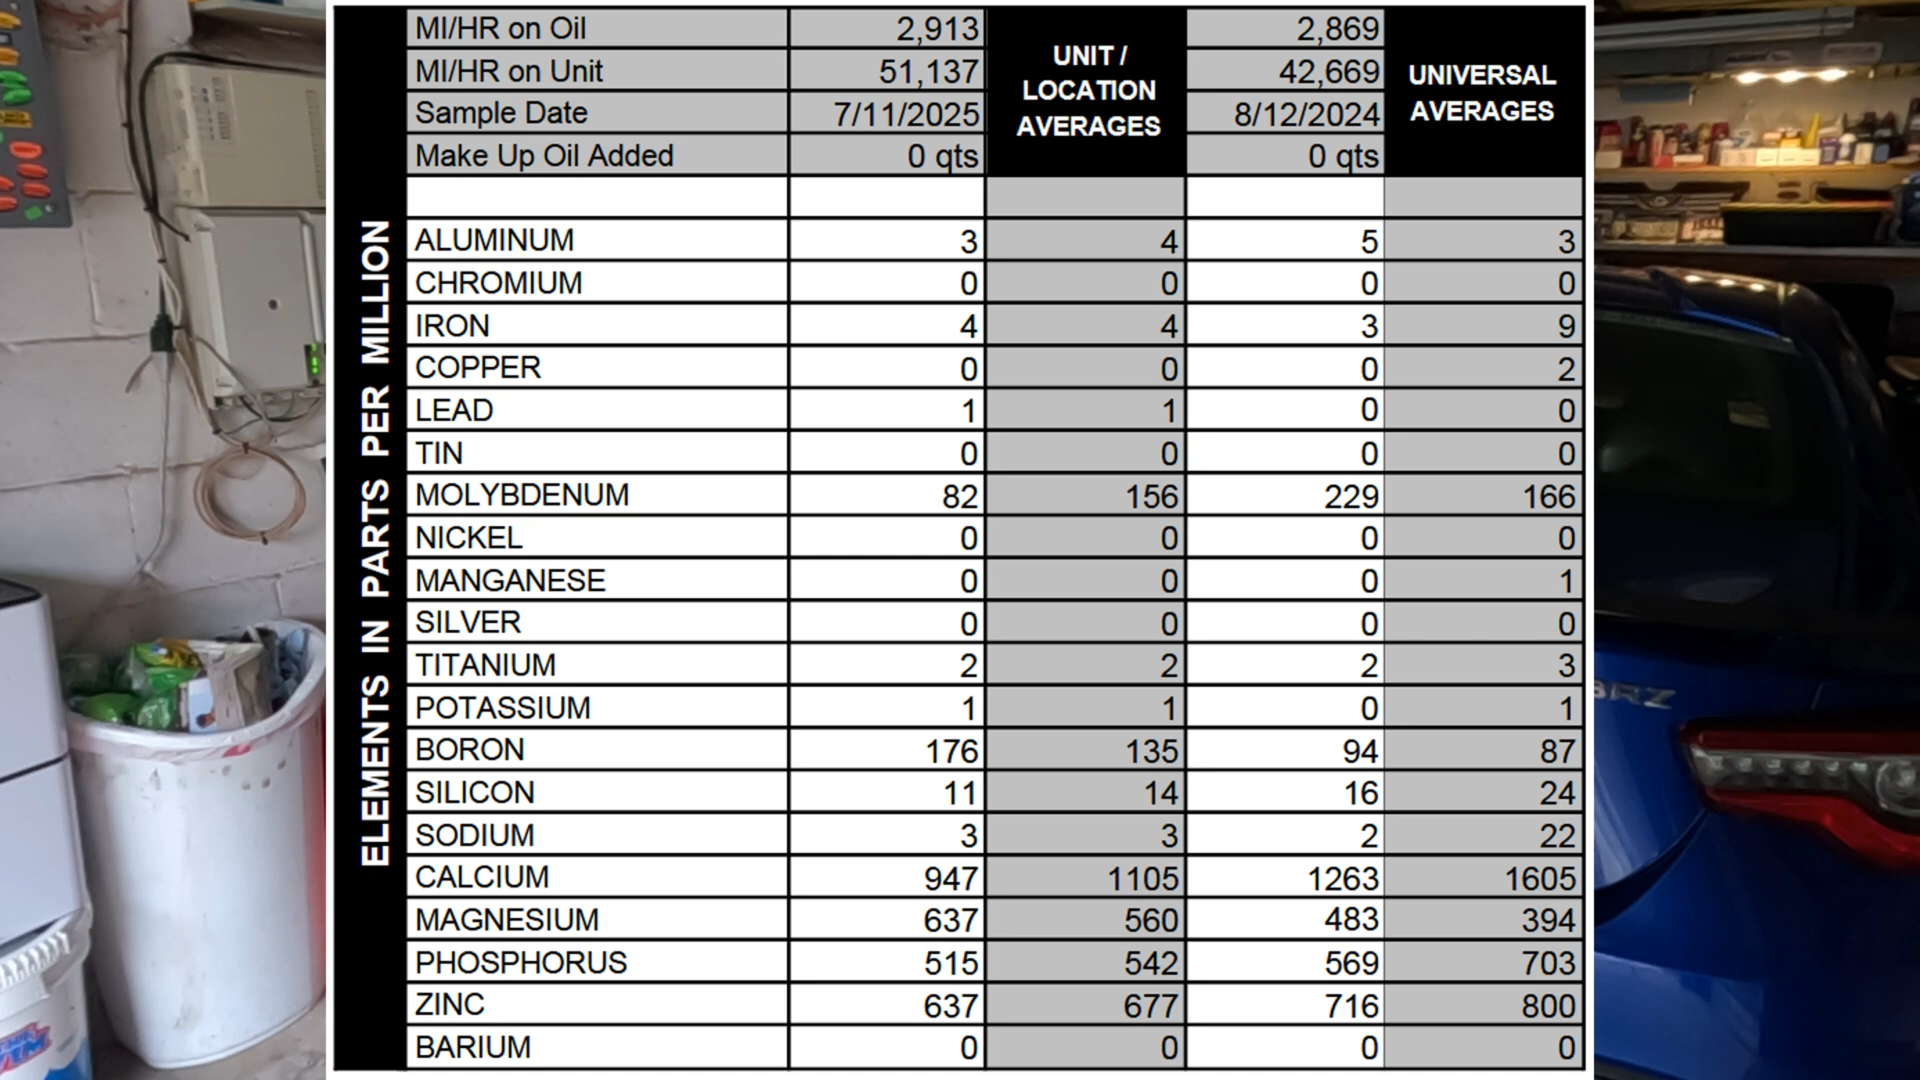 MI/HR on Oil 2,913 2,869
MI/HR on Unit 51,137 42,669
Sample Date 7/11/2025 8/12/2024
Make Up Oil Added 0 qts 0 qts
UNIT /
LOCATION
AVERAGES
UNIVERSAL
AVERAGES
ELEMENTS IN PARTS PER MILLION
ALUMINUM 3 4 5 3
CHROMIUM 0 0 0 0
IRON 4 4 3 9
COPPER 0 0 0 2
LEAD 1 1 0 0
TIN 0 0 0 0
MOLYBDENUM 82 156 229 166
NICKEL 0 0 0 0
MANGANESE 0 0 0 1
SILVER 0 0 0 0
TITANIUM 2 2 2 3
POTASSIUM 1 1 0 1
BORON 176 135 94 87
SILICON 11 14 16 24
SODIUM 3 3 2 22
CALCIUM 947 1105 1263 1605
MAGNESIUM 637 560 483 394
PHOSPHORUS 515 542 569 703
ZINC 637 677 716 800
BARIUM 0 0 0 0
BRZ